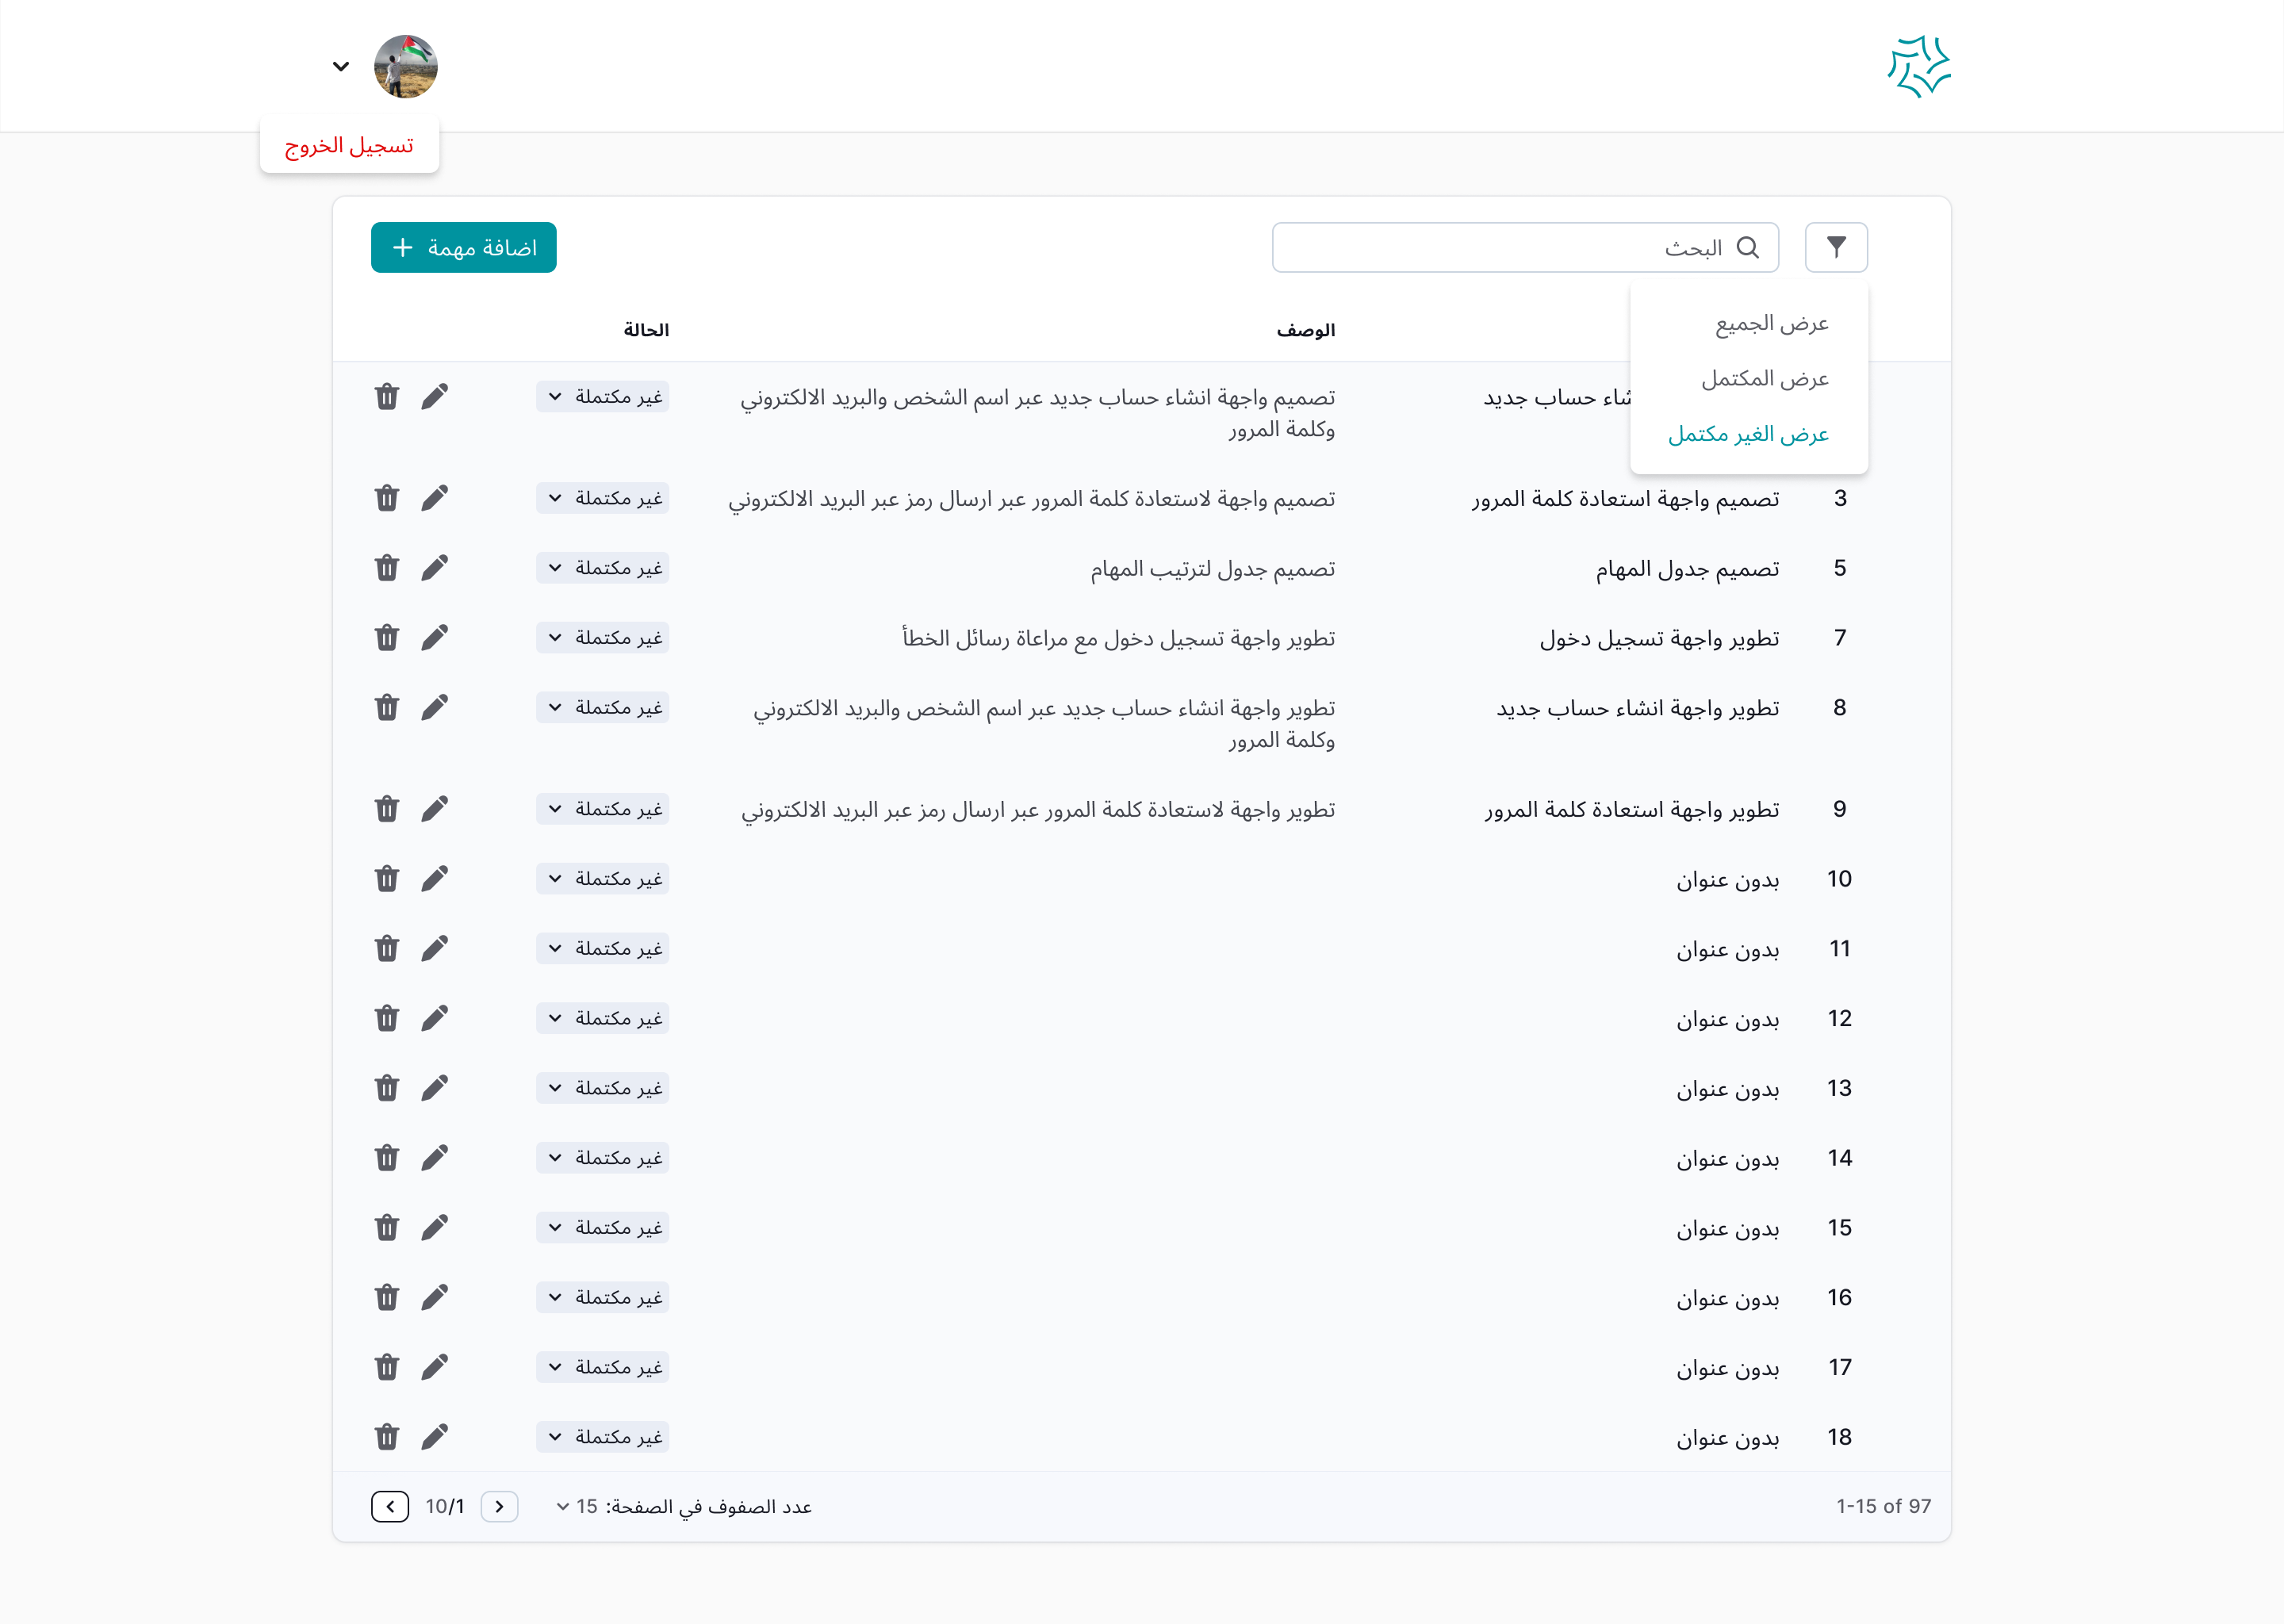 تسجيل الخروج
البحث
اضافة مهمة +
عرض الجميع
عرض المكتمل
عرض الغير مكتمل
الوصف
الحالة
حساب جديد
تصميم واجهة انشاء حساب جديد عبر اسم الشخص والبريد الالكتروني
وكلمة المرور
غير مكتملة
3
تصميم واجهة استعادة كلمة المرور
تصميم واجهة لاستعادة كلمة المرور عبر ارسال رمز عبر البريد الالكتروني
غير مكتملة
5
تصميم جدول المهام
تصميم جدول لترتيب المهام
غير مكتملة
7
تطوير واجهة تسجيل دخول
تطوير واجهة تسجيل دخول مع مراعاة رسائل الخطأ
غير مكتملة
8
تطوير واجهة انشاء حساب جديد
تطوير واجهة انشاء حساب جديد عبر اسم الشخص والبريد الالكتروني
وكلمة المرور
غير مكتملة
9
تطوير واجهة استعادة كلمة المرور
تطوير واجهة لاستعادة كلمة المرور عبر ارسال رمز عبر البريد الالكتروني
غير مكتملة
10
بدون عنوان
غير مكتملة
11
بدون عنوان
غير مكتملة
12
بدون عنوان
غير مكتملة
13
بدون عنوان
غير مكتملة
14
بدون عنوان
غير مكتملة
15
بدون عنوان
غير مكتملة
16
بدون عنوان
غير مكتملة
17
بدون عنوان
غير مكتملة
18
بدون عنوان
غير مكتملة
1-15 of 97
عدد الصفوف في الصفحة: 15
10/1